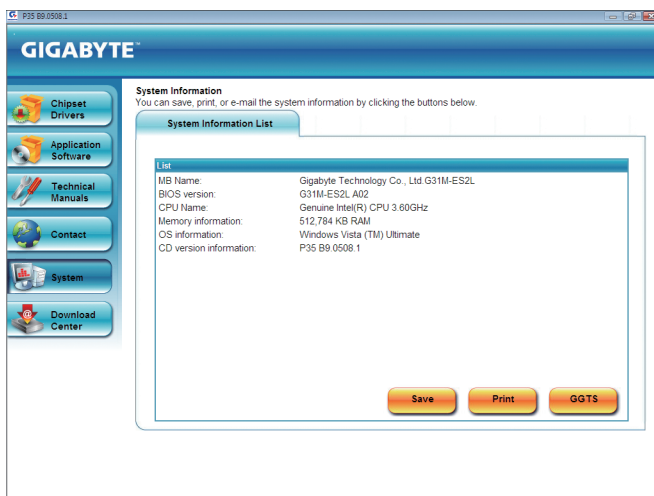 P35 B9.0508.1
GIGABYTE™
Chipset
Drivers
Application
Software
Technical
Manuals
Contact
System
Download
Center
System Information
You can save, print, or e-mail the system information by clicking the buttons below.
System Information List
List
MB Name: Gigabyte Technology Co., Ltd.G31M-ES2L
BIOS version: G31M-ES2L A02
CPU Name: Genuine Intel(R) CPU 3.60GHz
Memory information: 512,784 KB RAM
OS information: Windows Vista (TM) Ultimate
CD version information: P35 B9.0508.1
Save Print GGTS